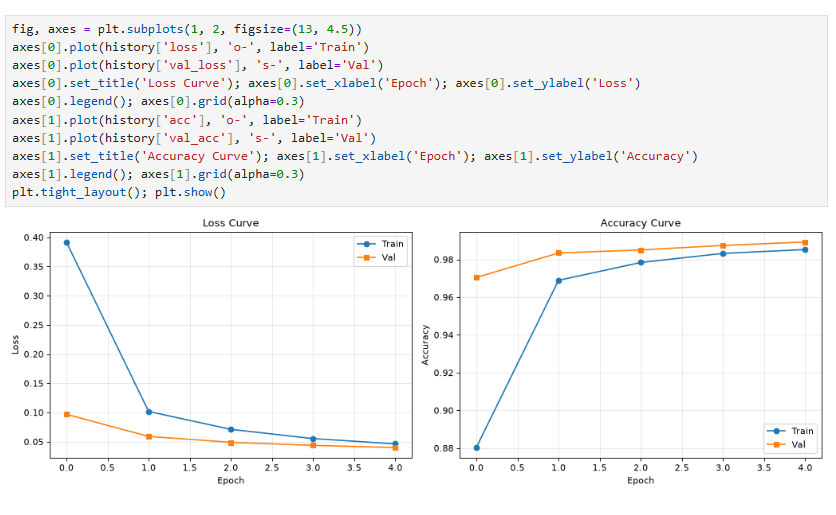 fig, axes = plt.subplots(1, 2, figsize=(13, 4.5))
axes[0].plot(history['loss'], 'o-', label='Train')
axes[0].plot(history['val_loss'], 's-', label='Val')
axes[0].set_title('Loss Curve'); axes[0].set_xlabel('Epoch'); axes[0].set_ylabel('Loss')
axes[0].legend(); axes[0].grid(alpha=0.3)
axes[1].plot(history['acc'], 'o-', label='Train')
axes[1].plot(history['val_acc'], 's-', label='Val')
axes[1].set_title('Accuracy Curve'); axes[1].set_xlabel('Epoch'); axes[1].set_ylabel('Accuracy')
axes[1].legend(); axes[1].grid(alpha=0.3)
plt.tight_layout(); plt.show()
Loss Curve
Train
Val
0.40
0.35
0.30
0.25
0.20
0.15
0.10
0.05
Loss
0.0 0.5 1.0 1.5 2.0 2.5 3.0 3.5 4.0
Epoch
Accuracy Curve
0.98
0.96
0.94
0.92
0.90
0.88
Accuracy
Train
Val
0.0 0.5 1.0 1.5 2.0 2.5 3.0 3.5 4.0
Epoch